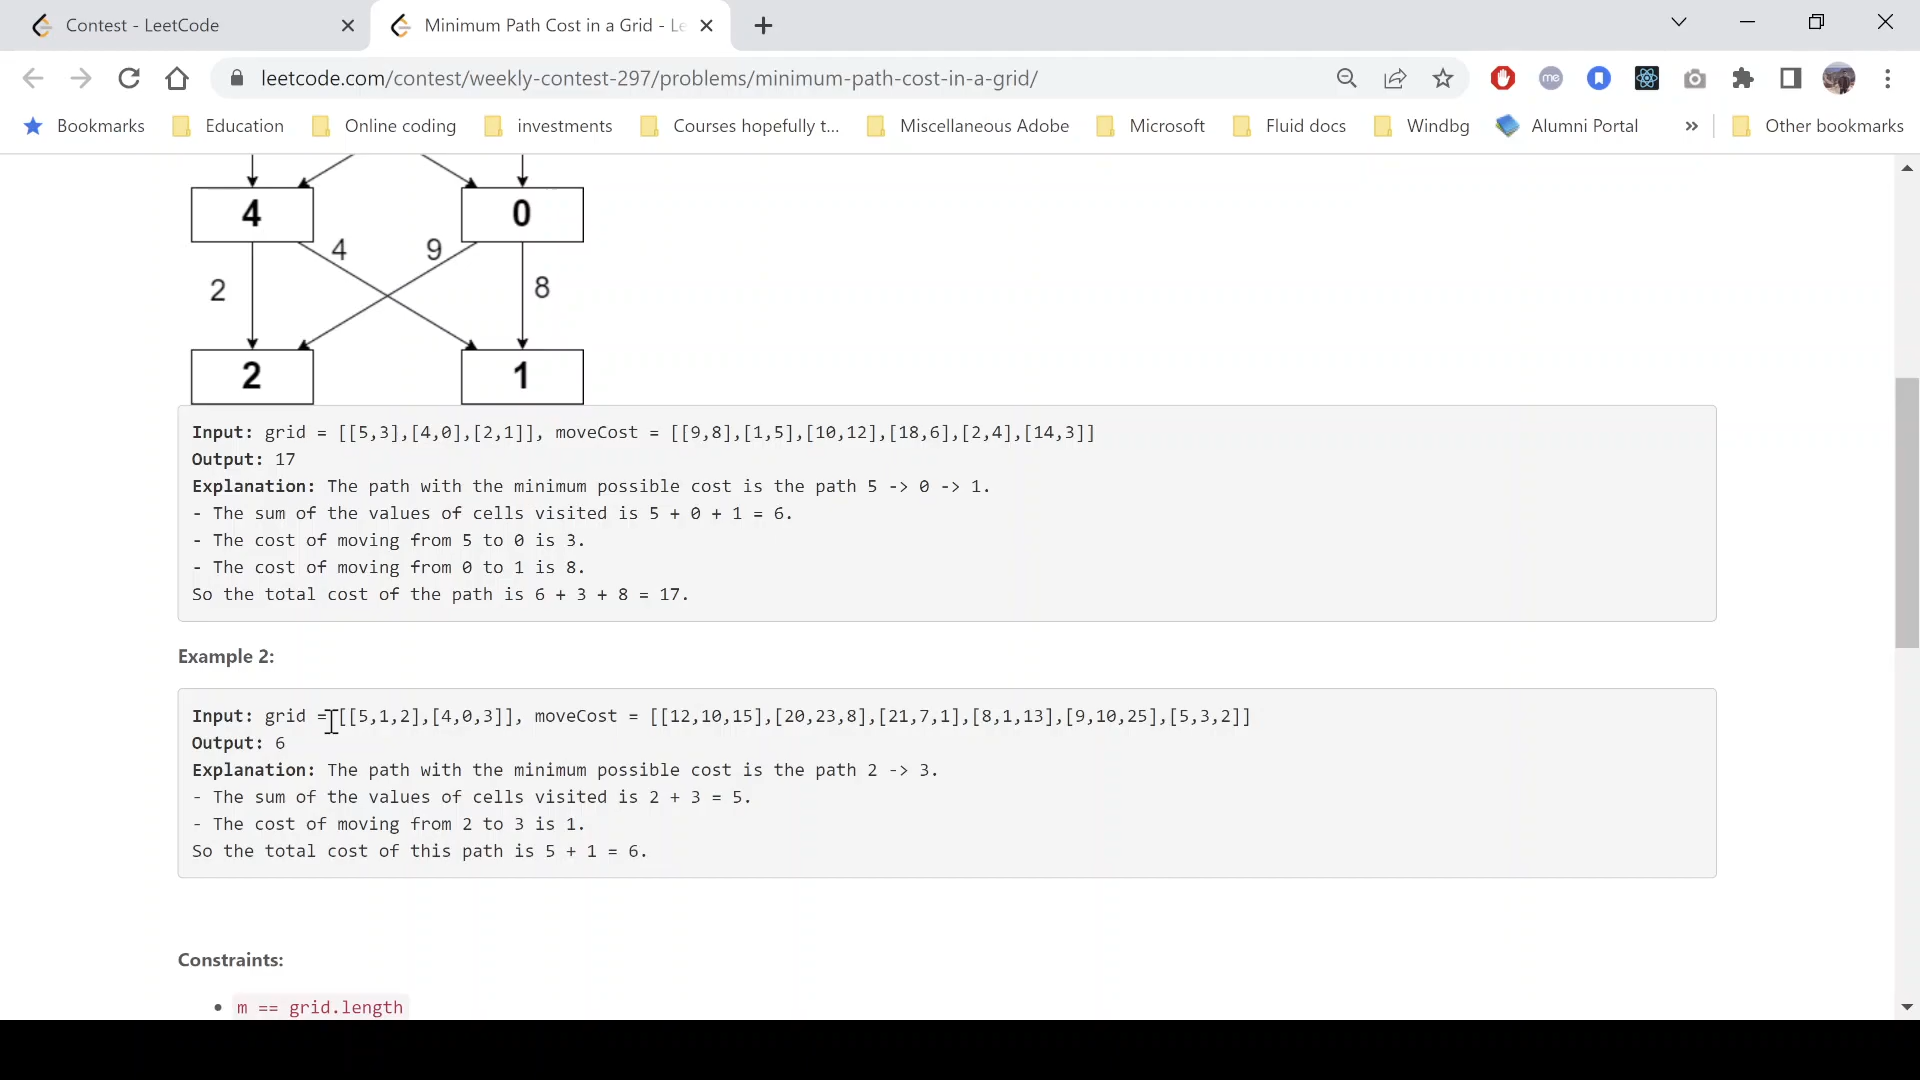 Contest - LeetCode
Minimum Path Cost in a Grid - Le
leetcode.com/contest/weekly-contest-297/problems/minimum-path-cost-in-a-grid/
me
Bookmarks Education Online coding investments Courses hopefully t... Miscellaneous Adobe Microsoft Fluid docs Windbg Alumni Portal » Other bookmarks
4 0
4 9
2 8
2 1
Input: grid = [[5,3],[4,0],[2,1]], moveCost = [[9,8],[1,5],[10,12],[18,6],[2,4],[14,3]]
Output: 17
Explanation: The path with the minimum possible cost is the path 5 -> 0 -> 1.
- The sum of the values of cells visited is 5 + 0 + 1 = 6.
- The cost of moving from 5 to 0 is 3.
- The cost of moving from 0 to 1 is 8.
So the total cost of the path is 6 + 3 + 8 = 17.
Example 2:
Input: grid = [[5,1,2],[4,0,3]], moveCost = [[12,10,15],[20,23,8],[21,7,1],[8,1,13],[9,10,25],[5,3,2]]
Output: 6
Explanation: The path with the minimum possible cost is the path 2 -> 3.
- The sum of the values of cells visited is 2 + 3 = 5.
- The cost of moving from 2 to 3 is 1.
So the total cost of this path is 5 + 1 = 6.
Constraints:
• m == grid.length